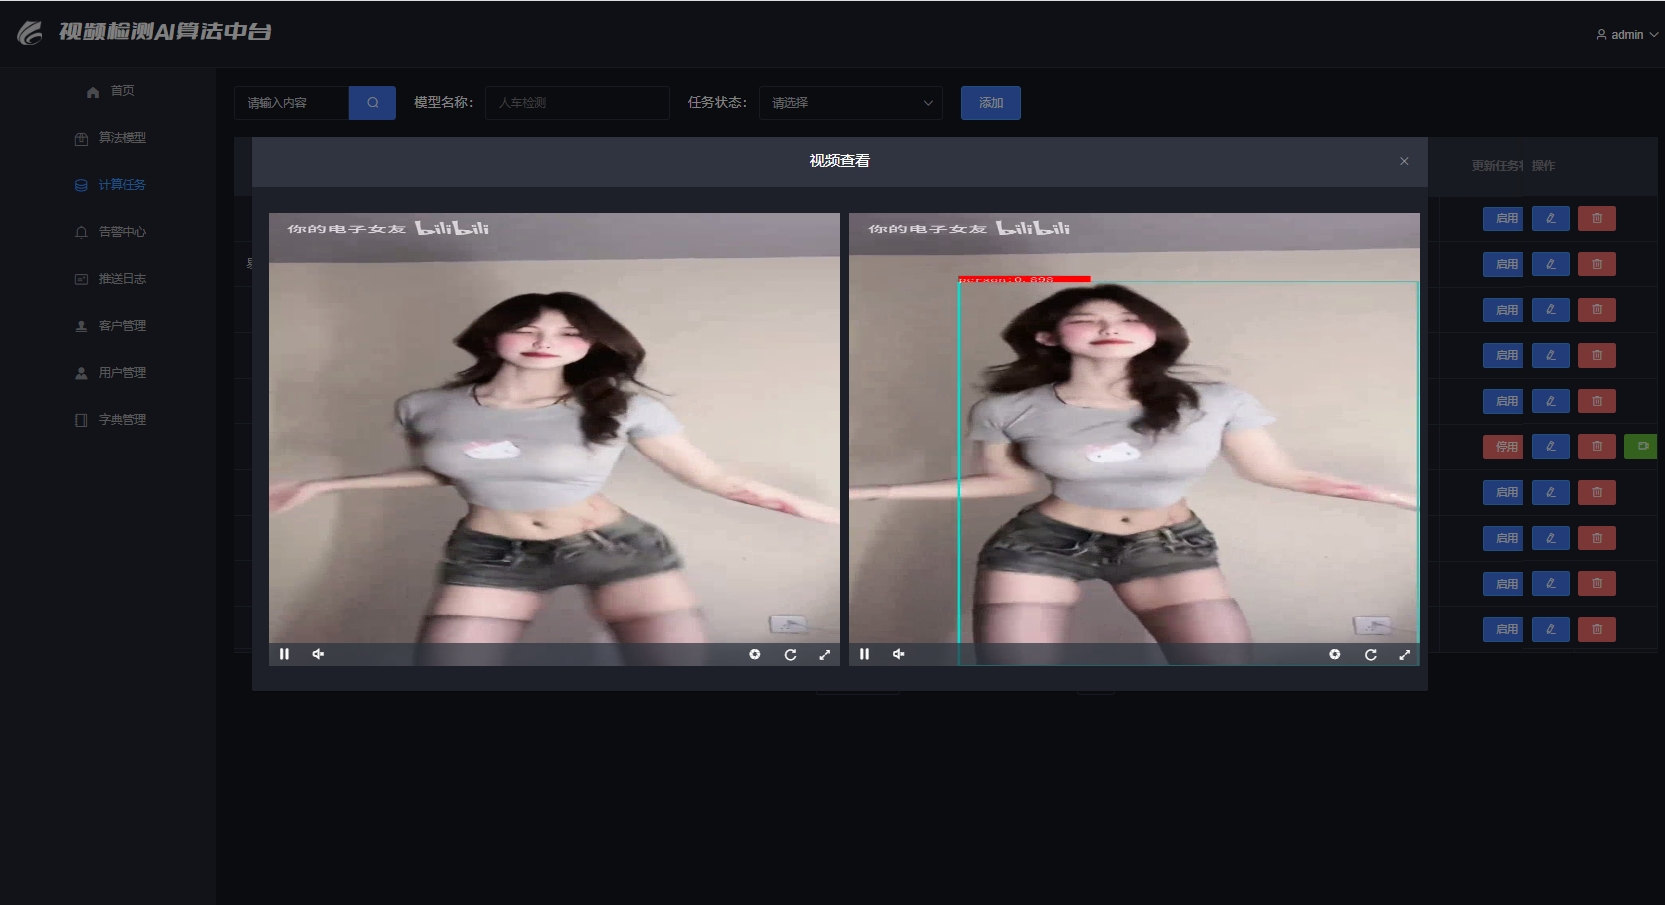 视频检测AI算法中台
admin
首页
算法模型
计算任务
告警中心
推送日志
客户管理
用户管理
字典管理
请输入内容
模型名称：
人车检测
任务状态：
请选择
添加
视频查看
更新任务
操作
你的电子女友 bilibili
你的电子女友 bilibili
person:0.828
启用
启用
启用
启用
启用
停用
启用
启用
启用
启用